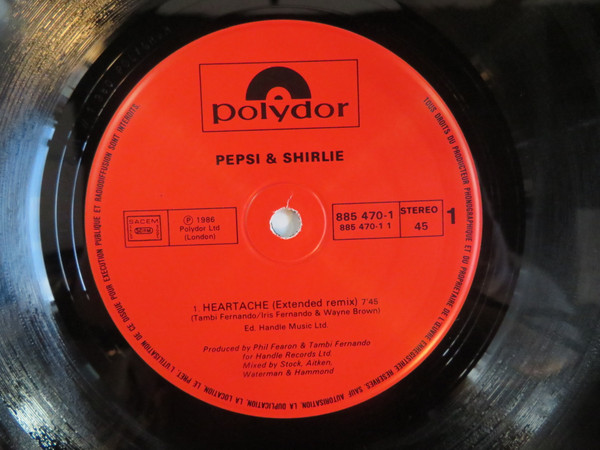 polydor
PEPSI & SHIRLIE
SACEM
Ⓟ 1986
Polydor Ltd
(London)
885 470-1
885 470-1 1
STEREO
45
1
1. HEARTACHE (Extended remix) 7'45
(Tambi Fernando/Iris Fernando & Wayne Brown)
Ed. Handle Music Ltd.
Produced by Phil Fearon & Tambi Fernando
for Handle Records Ltd.
Mixed by Stock, Aitken,
Waterman & Hammond
TOUS DROITS DU PRODUCTEUR PHONOGRAPHIQUE ET DU PROPRIETAIRE DE L'ŒUVRE ENREGISTREE RESERVES. SAUF AUTORISATION, LA DUPLICATION, LA LOCATION, LE PRET, L'UTILISATION DE CE DISQUE POUR EXECUTION PUBLIQUE ET RADIODIFFUSION SONT INTERDITS.